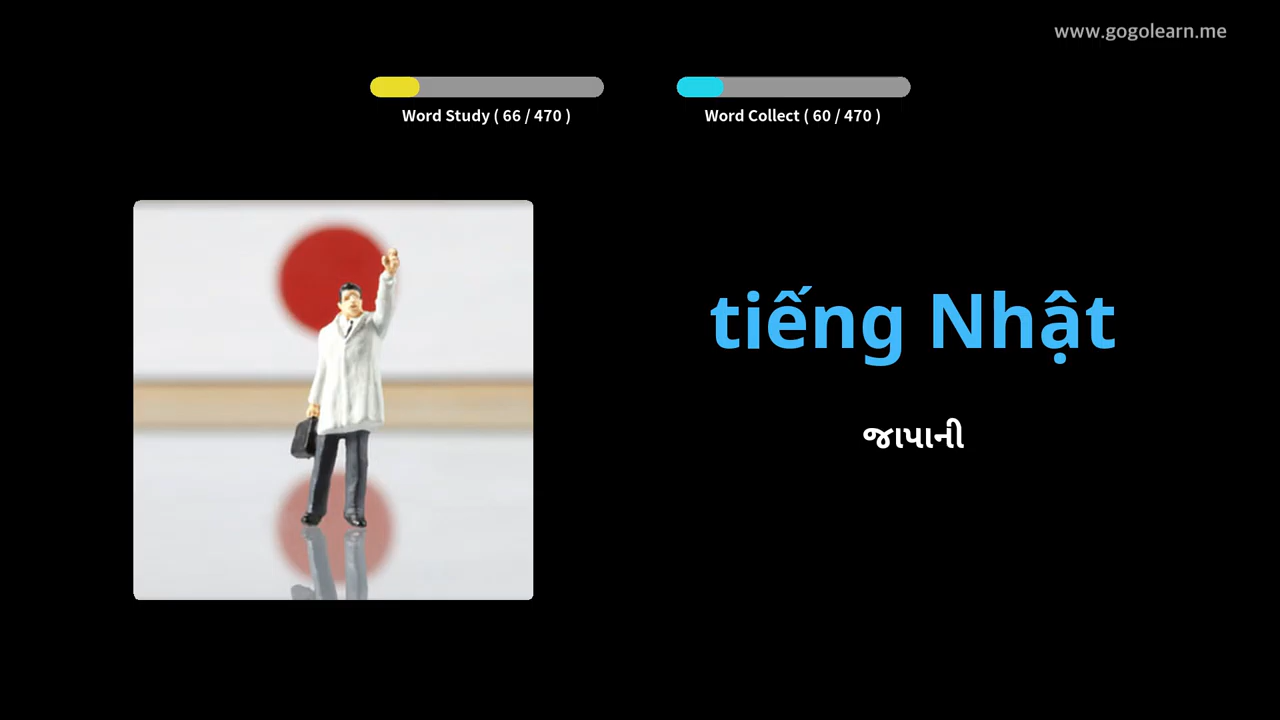 www.gogolearn.me
Word Study ( 66 / 470 )
Word Collect ( 60 / 470 )
tiếng Nhật
જાપાની